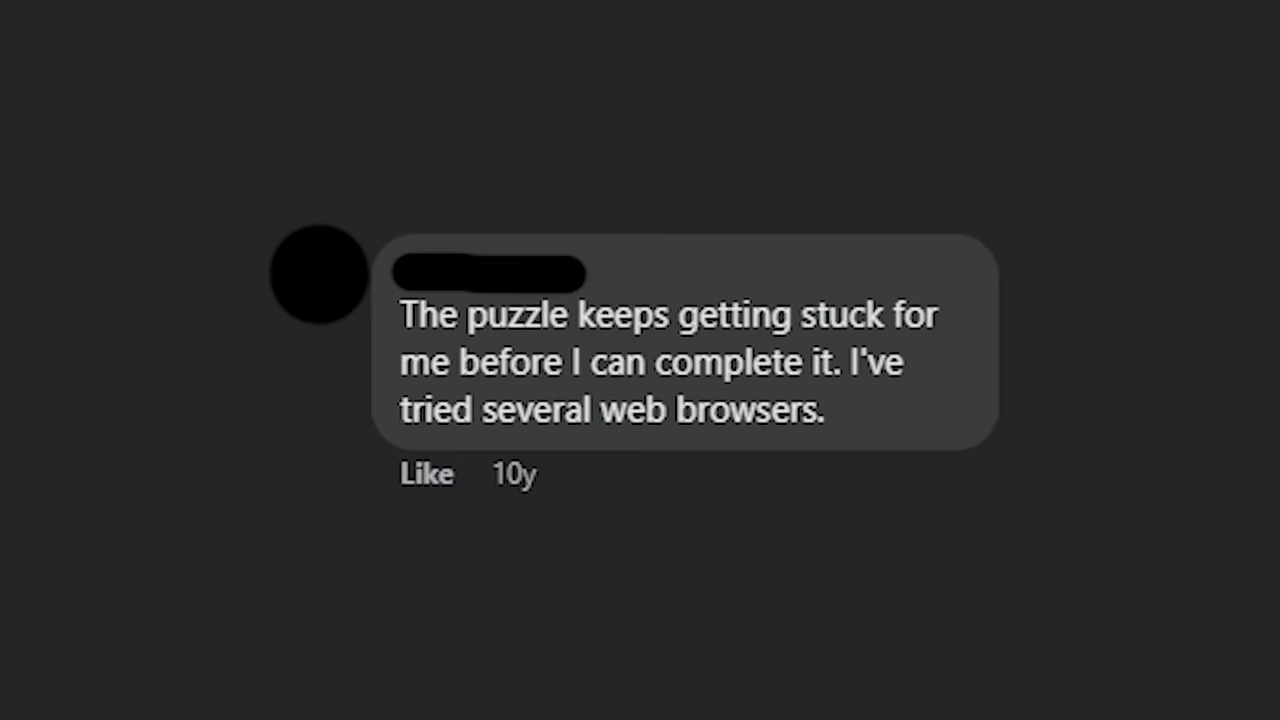 The puzzle keeps getting stuck for
me before I can complete it. I've
tried several web browsers.
Like 10y